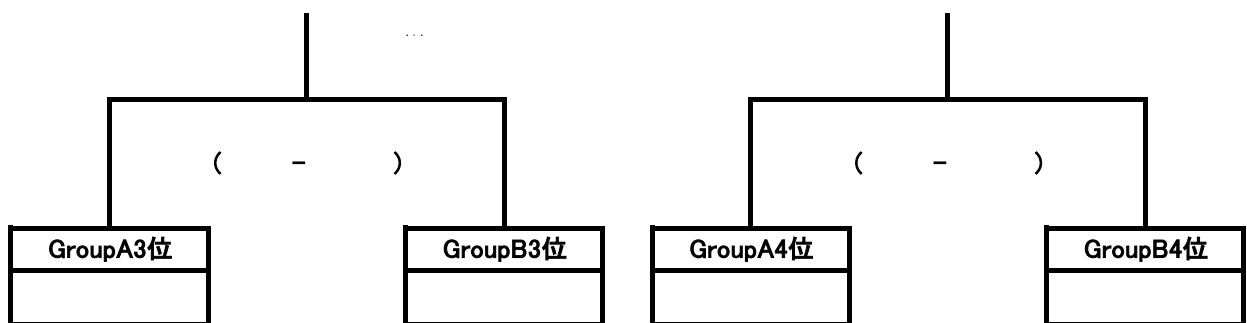 ...
( - )
( - )
GroupA3位
GroupB3位
GroupA4位
GroupB4位